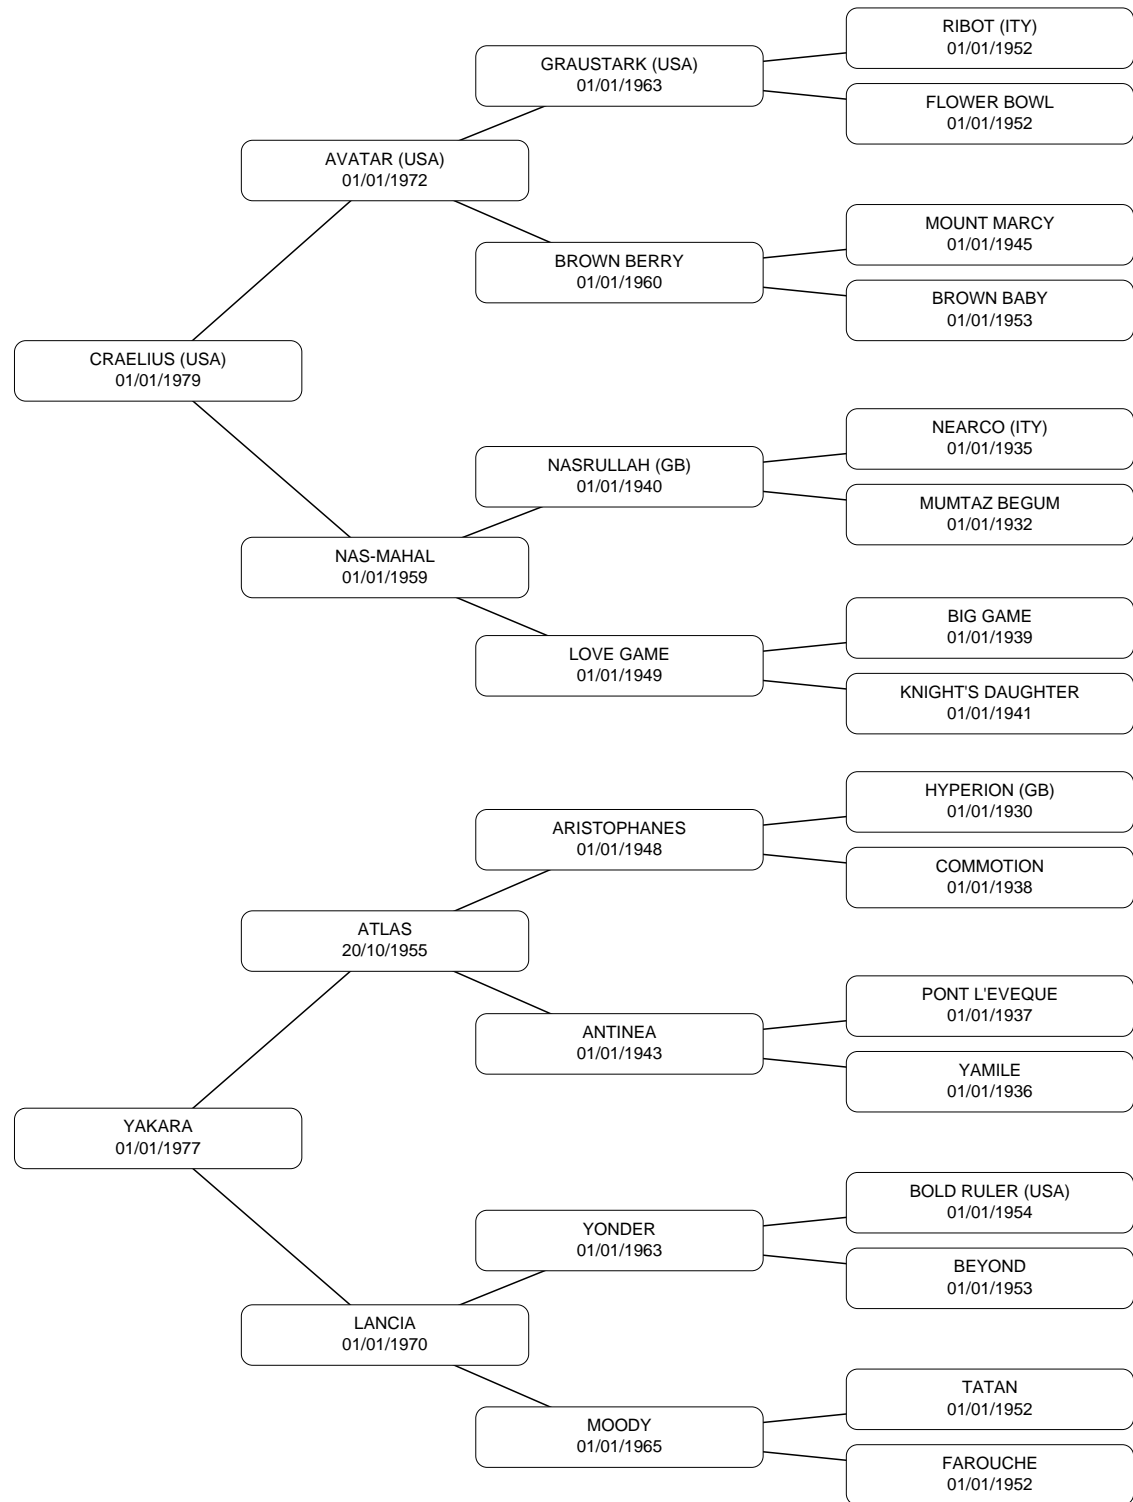 RIBOT (ITY)
01/01/1952
GRAUSTARK (USA)
01/01/1963
FLOWER BOWL
01/01/1952
AVATAR (USA)
01/01/1972
MOUNT MARCY
01/01/1945
BROWN BERRY
01/01/1960
BROWN BABY
01/01/1953
CRAELIUS (USA)
01/01/1979
NEARCO (ITY)
01/01/1935
NASRULLAH (GB)
01/01/1940
MUMTAZ BEGUM
01/01/1932
NAS-MAHAL
01/01/1959
BIG GAME
01/01/1939
LOVE GAME
01/01/1949
KNIGHT'S DAUGHTER
01/01/1941
HYPERION (GB)
01/01/1930
ARISTOPHANES
01/01/1948
COMMOTION
01/01/1938
ATLAS
20/10/1955
PONT L'EVEQUE
01/01/1937
ANTINEA
01/01/1943
YAMILE
01/01/1936
YAKARA
01/01/1977
BOLD RULER (USA)
01/01/1954
YONDER
01/01/1963
BEYOND
01/01/1953
LANCIA
01/01/1970
TATAN
01/01/1952
MOODY
01/01/1965
FAROUCHE
01/01/1952